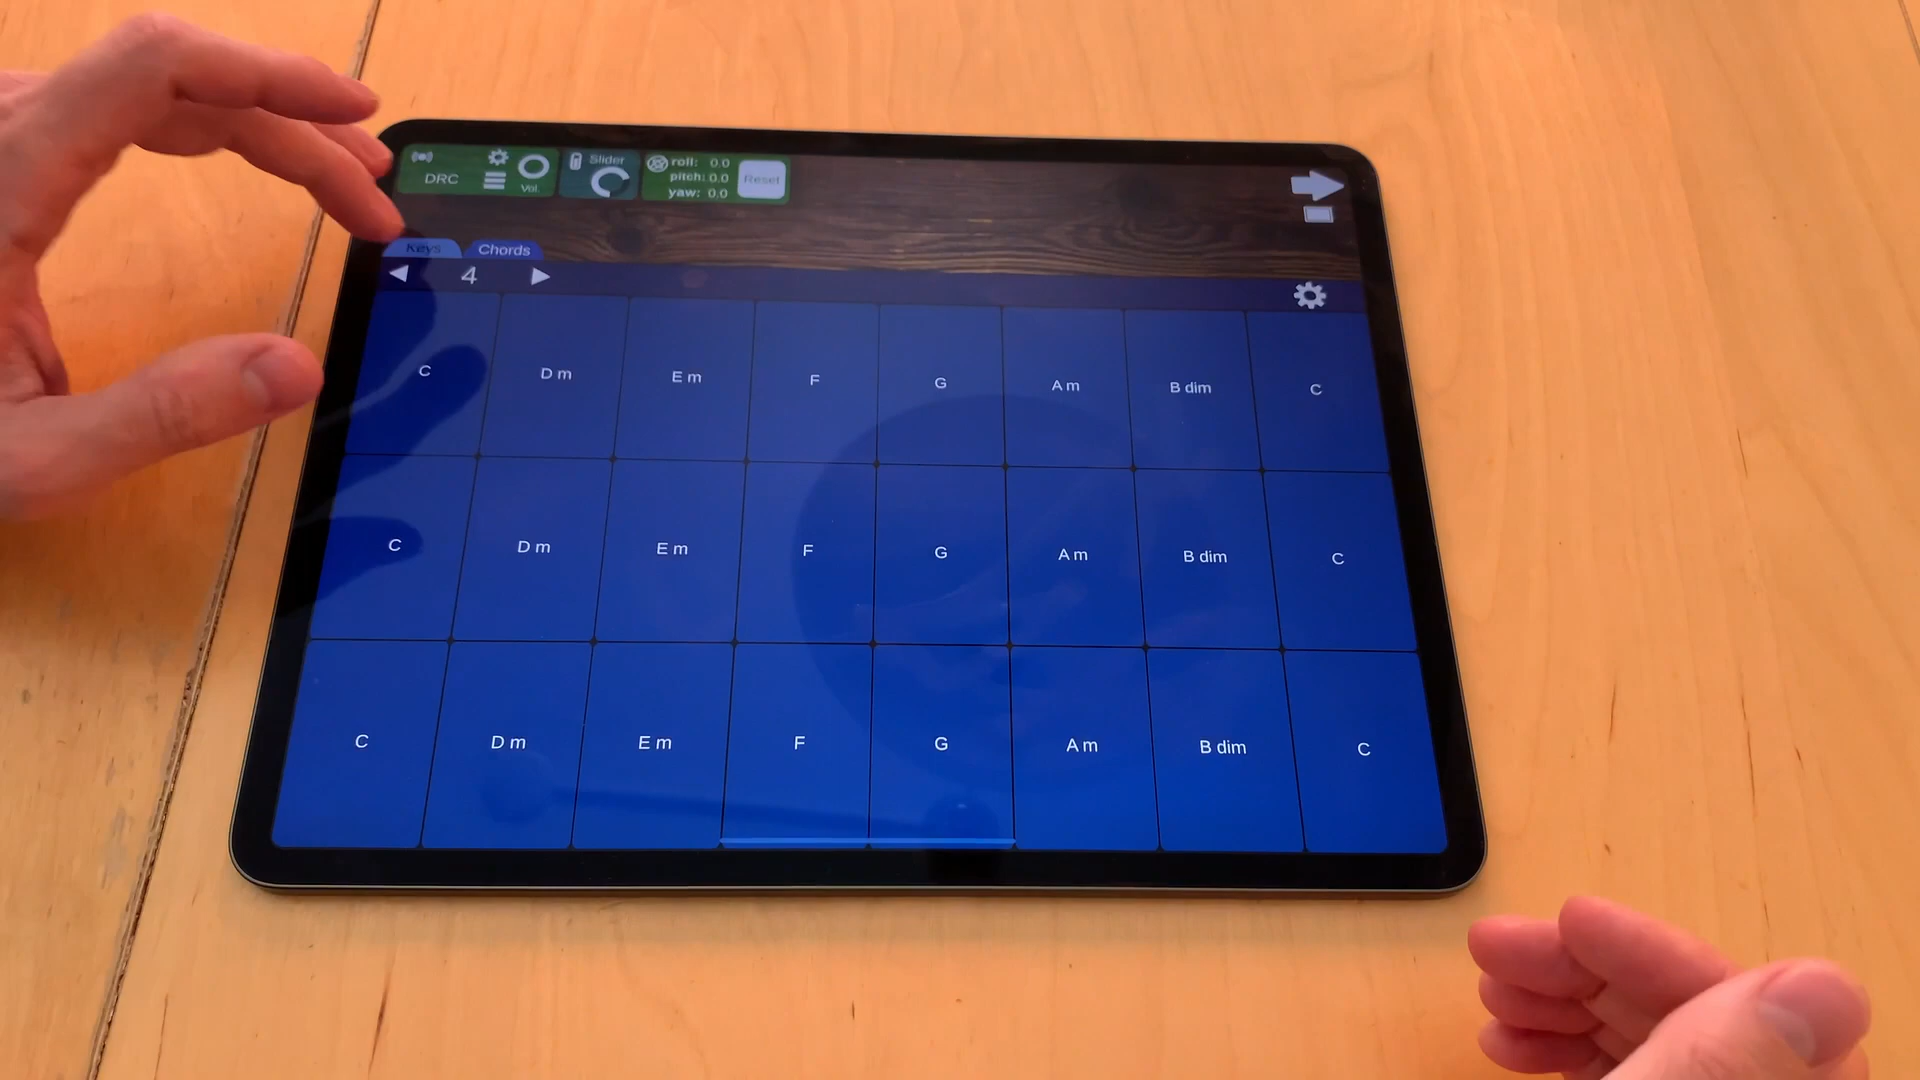 DRC
Vol.
Slider
roll: 0.0
pitch: 0.0
yaw: 0.0
Reset
Keys Chords
4
C D m E m F G A m B dim C
C D m E m F G A m B dim C
C D m E m F G A m B dim C